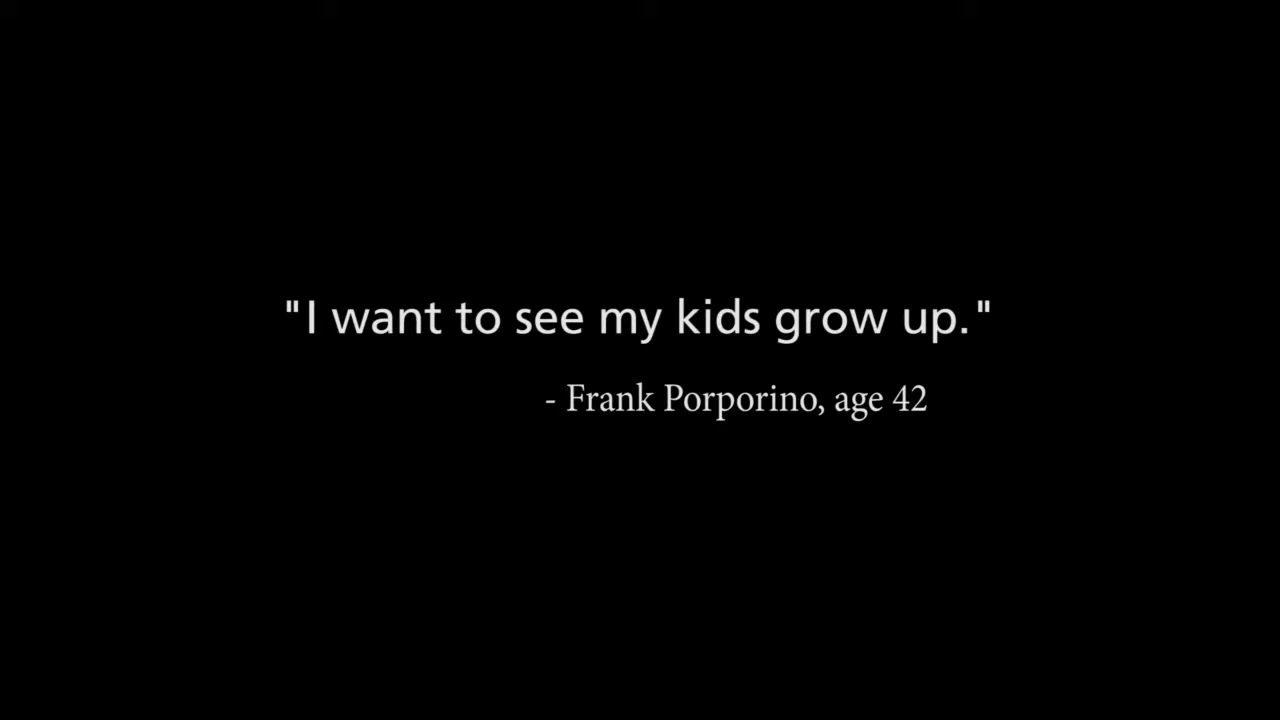 "I want to see my kids grow up."
- Frank Porporino, age 42